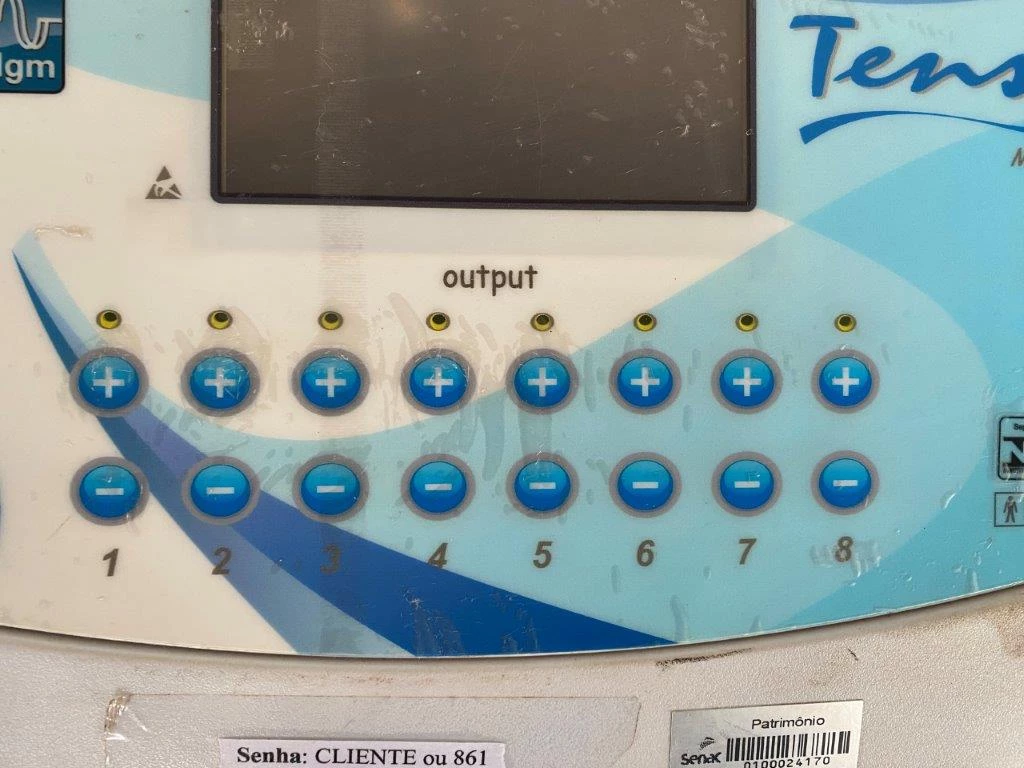 lgm
Tens
output
+ + + + + + + +
- - - - - - - -
1 2 3 4 5 6 7 8
Senha: CLIENTE ou 861
Patrimônio
Senac
0100024170